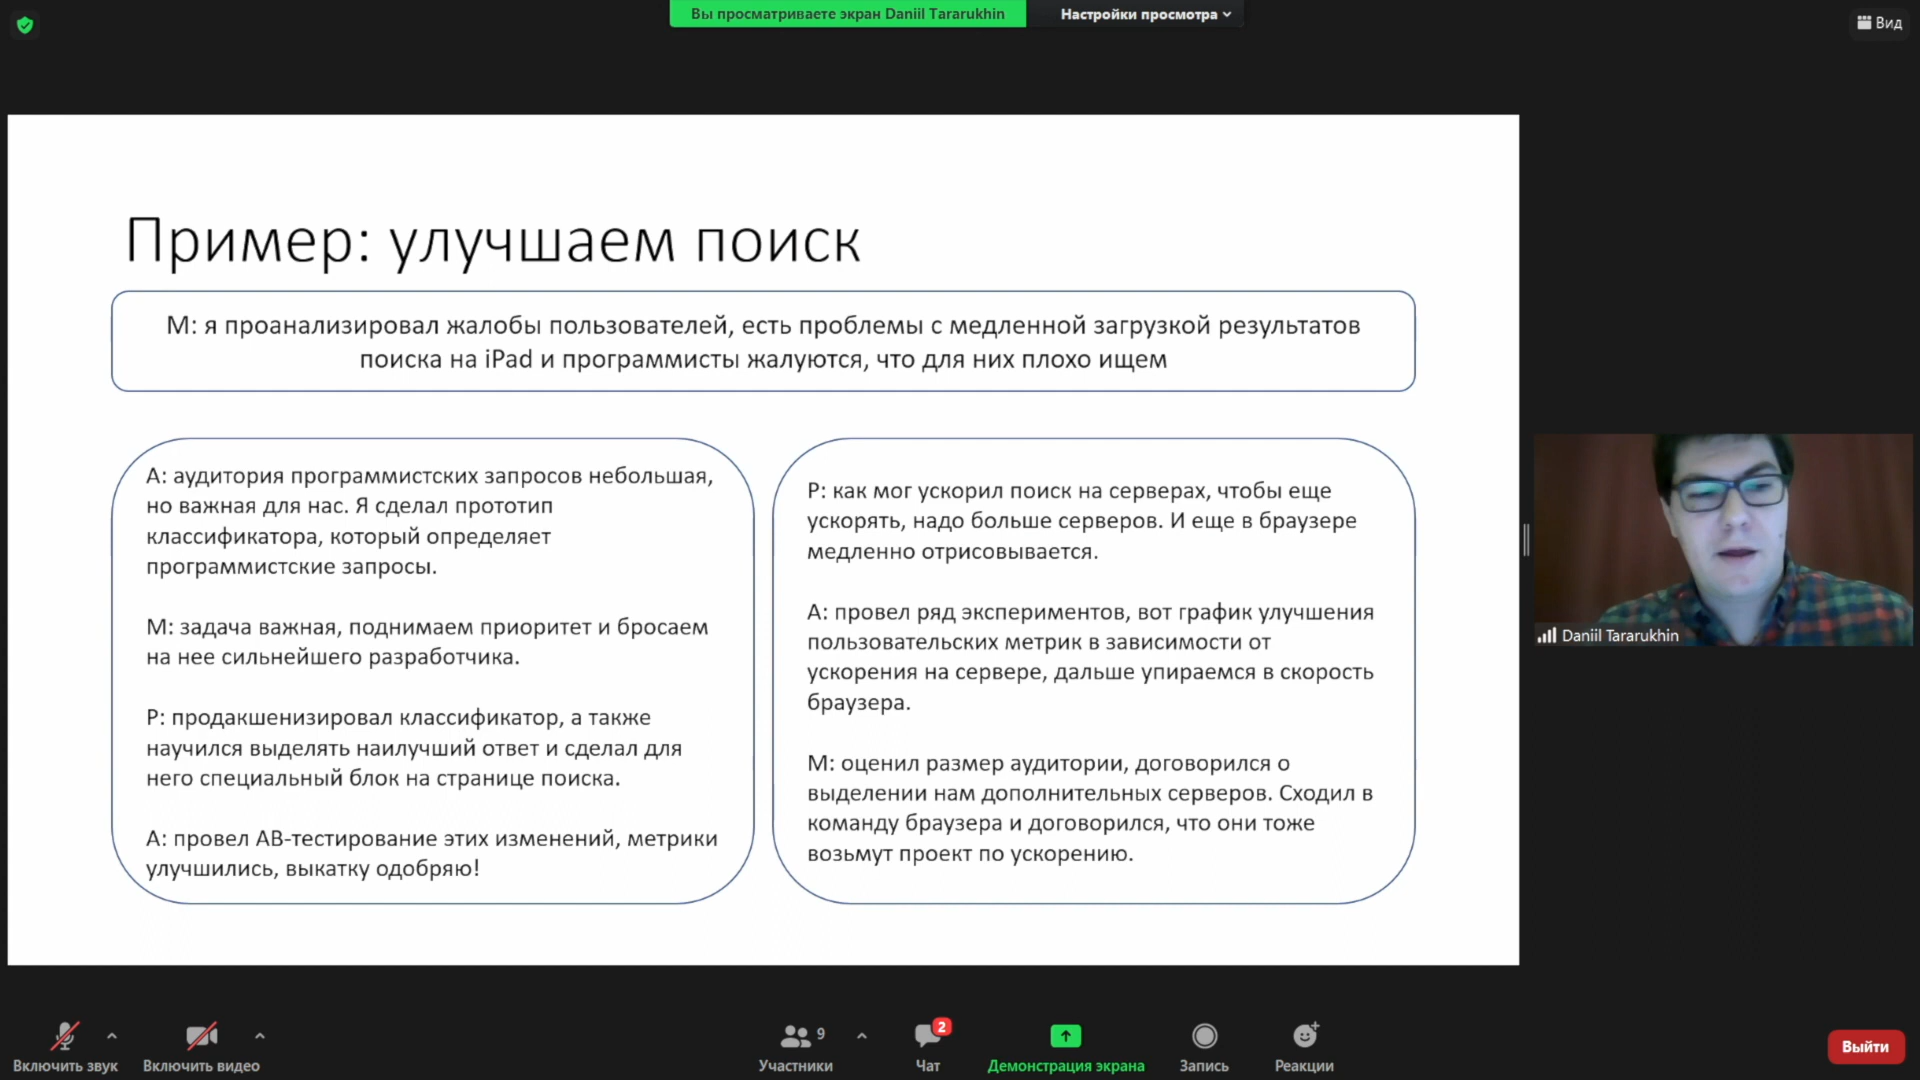 Вы просматриваете экран Daniil Tararukhin
Настройки просмотра
Вид
Пример: улучшаем поиск
М: я проанализировал жалобы пользователей, есть проблемы с медленной загрузкой результатов
поиска на iPad и программисты жалуются, что для них плохо ищем
А: аудитория программистских запросов небольшая,
но важная для нас. Я сделал прототип
классификатора, который определяет
программистские запросы.
М: задача важная, поднимаем приоритет и бросаем
на нее сильнейшего разработчика.
Р: продакшенизировал классификатор, а также
научился выделять наилучший ответ и сделал для
него специальный блок на странице поиска.
А: провел АВ-тестирование этих изменений, метрики
улучшились, выкатку одобряю!
Р: как мог ускорил поиск на серверах, чтобы еще
ускорять, надо больше серверов. И еще в браузере
медленно отрисовывается.
А: провел ряд экспериментов, вот график улучшения
пользовательских метрик в зависимости от
ускорения на сервере, дальше упираемся в скорость
браузера.
М: оценил размер аудитории, договорился о
выделении нам дополнительных серверов. Сходил в
команду браузера и договорился, что они тоже
возьмут проект по ускорению.
Daniil Tararukhin
Включить звук
Включить видео
9
Участники
2
Чат
Демонстрация экрана
Запись
Реакции
Выйти